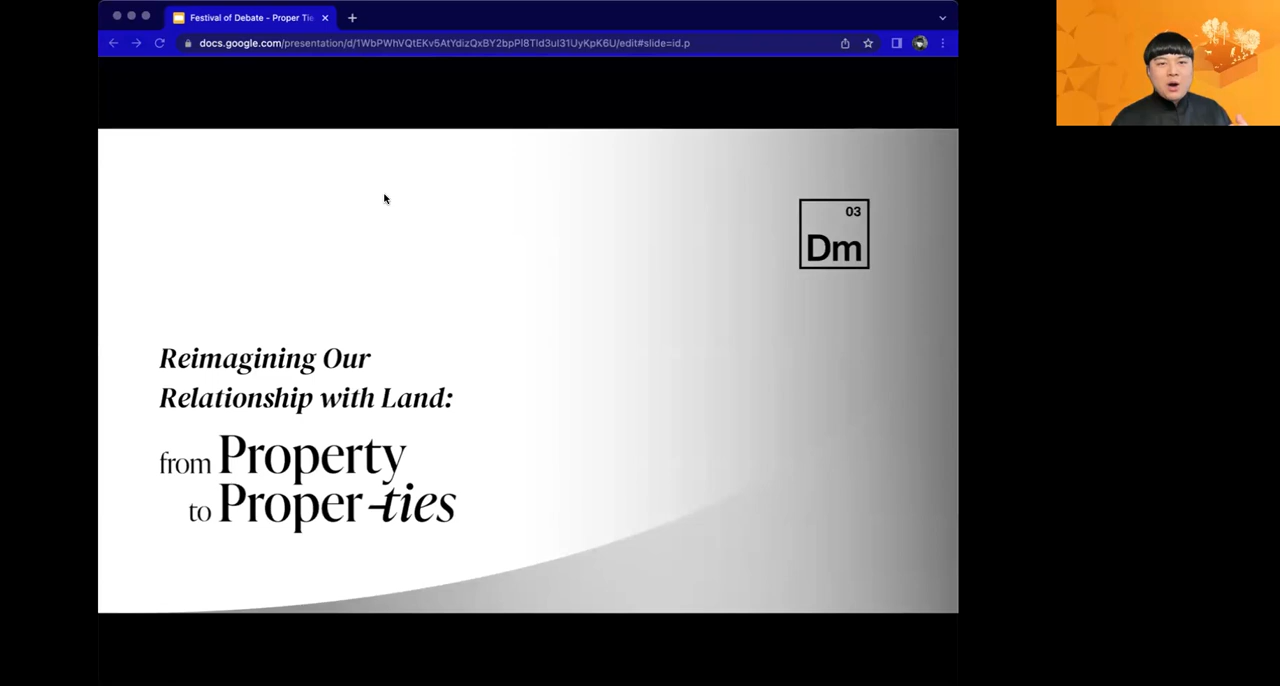 Festival of Debate - Proper Tie
docs.google.com/presentation/d/1WbPWhVQtEKv5AtYdizQxBY2bpPl8Tld3ul31UyKpK6U/edit#slide=id.p
03
Dm
Reimagining Our
Relationship with Land:
from Property
to Proper-ties